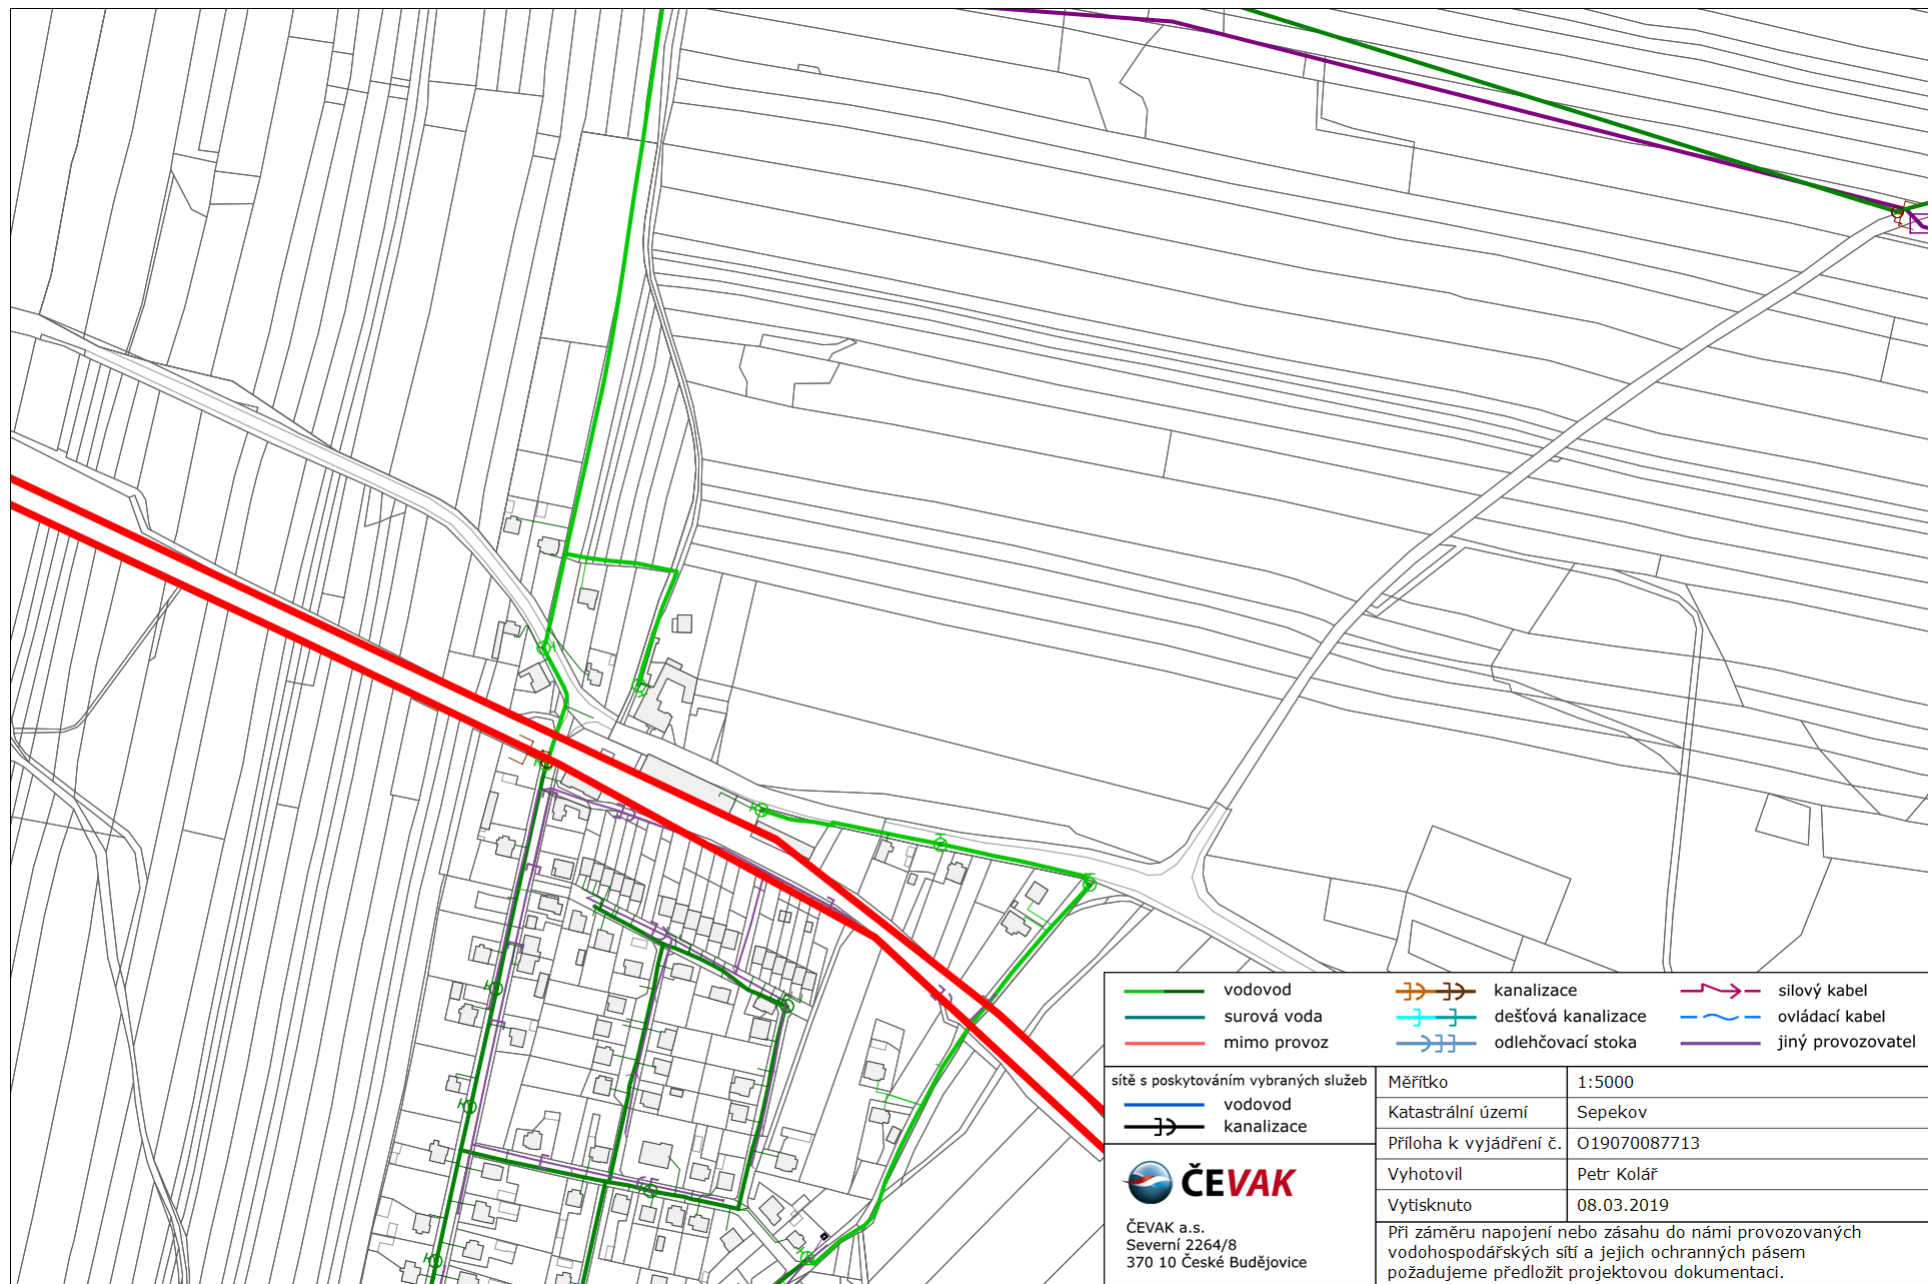 vodovod
surová voda
mimo provoz
kanalizace
dešťová kanalizace
odlehčovací stoka
silový kabel
ovládací kabel
jiný provozovatel
sítě s poskytováním vybraných služeb
vodovod
kanalizace
ČEVAK
ČEVAK a.s.
Severní 2264/8
370 10 České Budějovice
Měřítko 1:5000
Katastrální území Sepekov
Příloha k vyjádření č. O19070087713
Vyhotovil Petr Kolář
Vytisknuto 08.03.2019
Při záměru napojení nebo zásahu do námi provozovaných
vodohospodářských sítí a jejich ochranných pásem
požadujeme předložit projektovou dokumentaci.